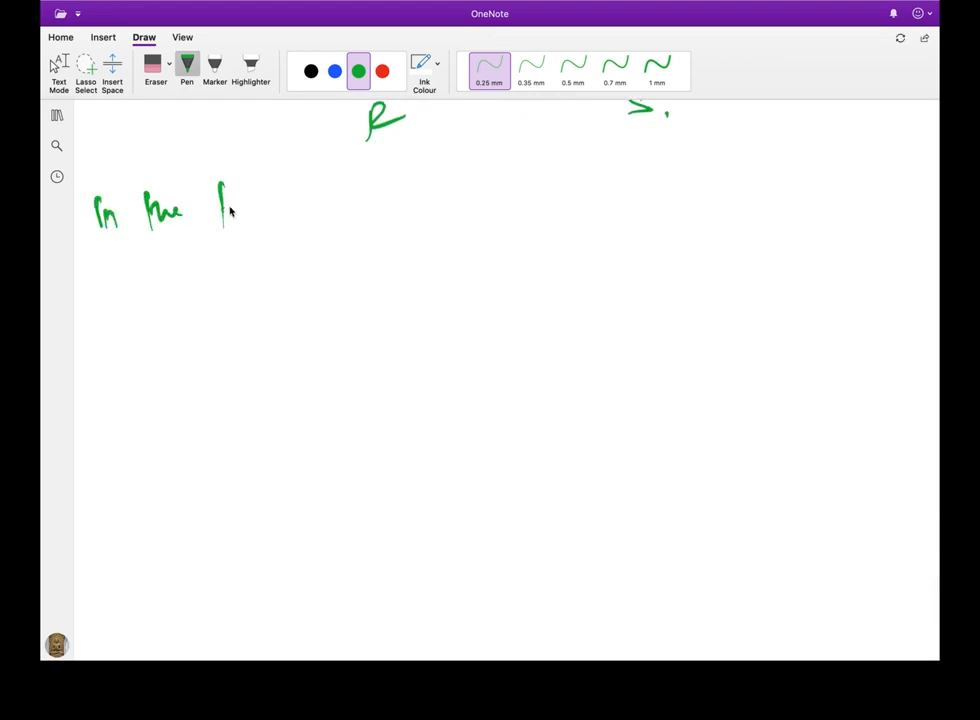 OneNote
Home Insert Draw View
Text Mode Lasso Select Insert Space Eraser Pen Marker Highlighter Ink Colour 0.25 mm 0.35 mm 0.5 mm 0.7 mm 1 mm
R
In the